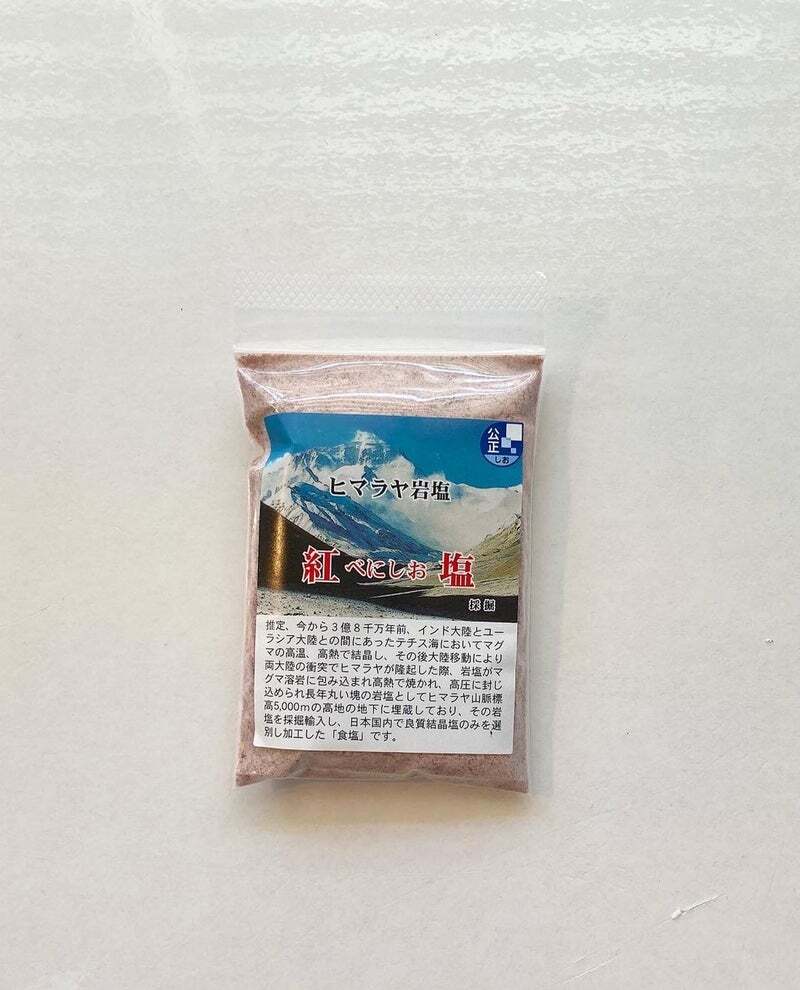 公正
しお
ヒマラヤ岩塩
紅 べにしお 塩
採掘
推定、今から3億8千万年前、インド大陸とユー
ラシア大陸との間にあったテチス海においてマグ
マの高温、高熱で結晶し、その後大陸移動により
両大陸の衝突でヒマラヤが隆起した際、岩塩がマ
グマ溶岩に包み込まれ高熱で焼かれ、高圧に封じ
込められ長年丸い塊の岩塩としてヒマラヤ山脈標
高5,000mの高地の地下に埋蔵しており、その岩
塩を採掘輸入し、日本国内で良質結晶塩のみを選
別し加工した「食塩」です。